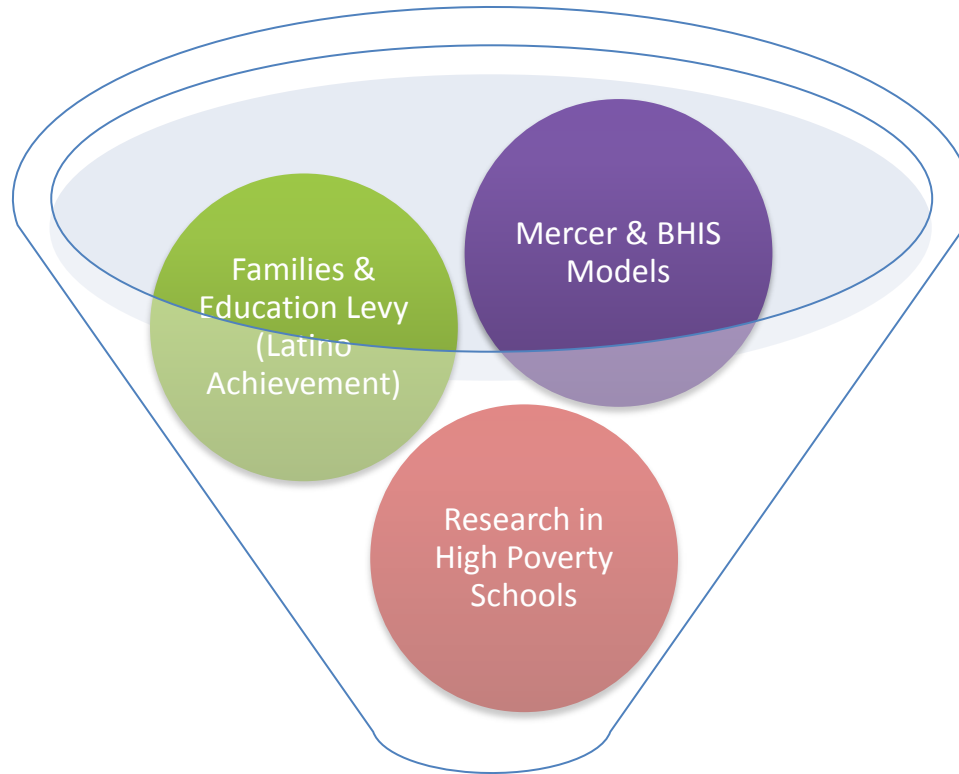 Mercer & BHIS
Models
Families &
Education Levy
(Latino
Achievement)
Research in
High Poverty
Schools